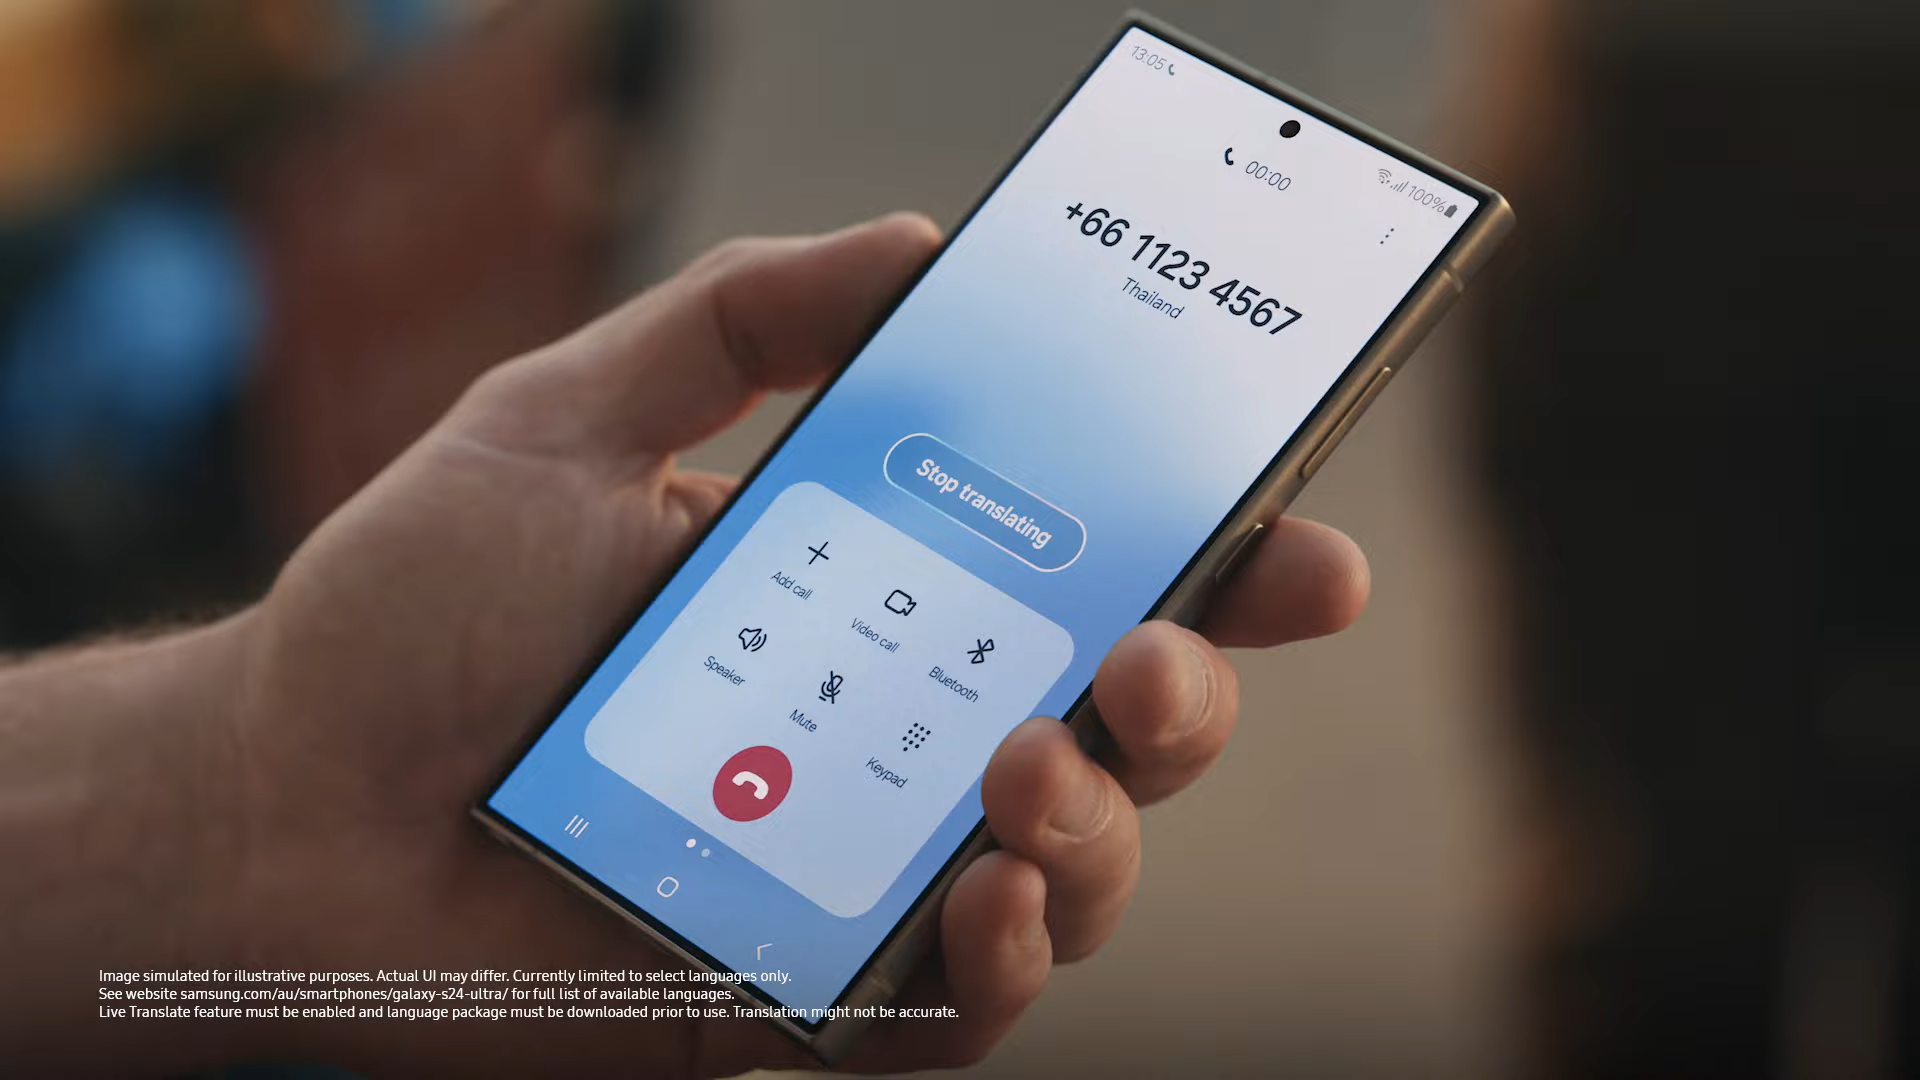 13:05
100%
00:00
+66 1123 4567
Thailand
Stop translating
Add call
Video call
Bluetooth
Speaker
Mute
Keypad
Image simulated for illustrative purposes. Actual UI may differ. Currently limited to select languages only.
See website samsung.com/au/smartphones/galaxy-s24-ultra/ for full list of available languages.
Live Translate feature must be enabled and language package must be downloaded prior to use. Translation might not be accurate.